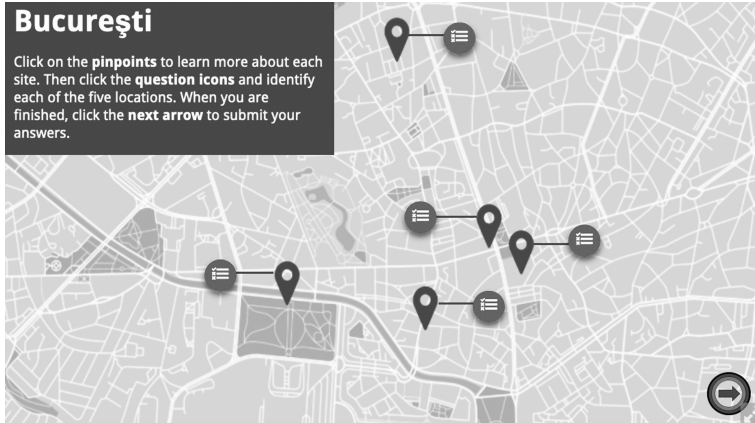 Bucureşti
Click on the pinpoints to learn more about each
site. Then click the question icons and identify
each of the five locations. When you are
finished, click the next arrow to submit your
answers.